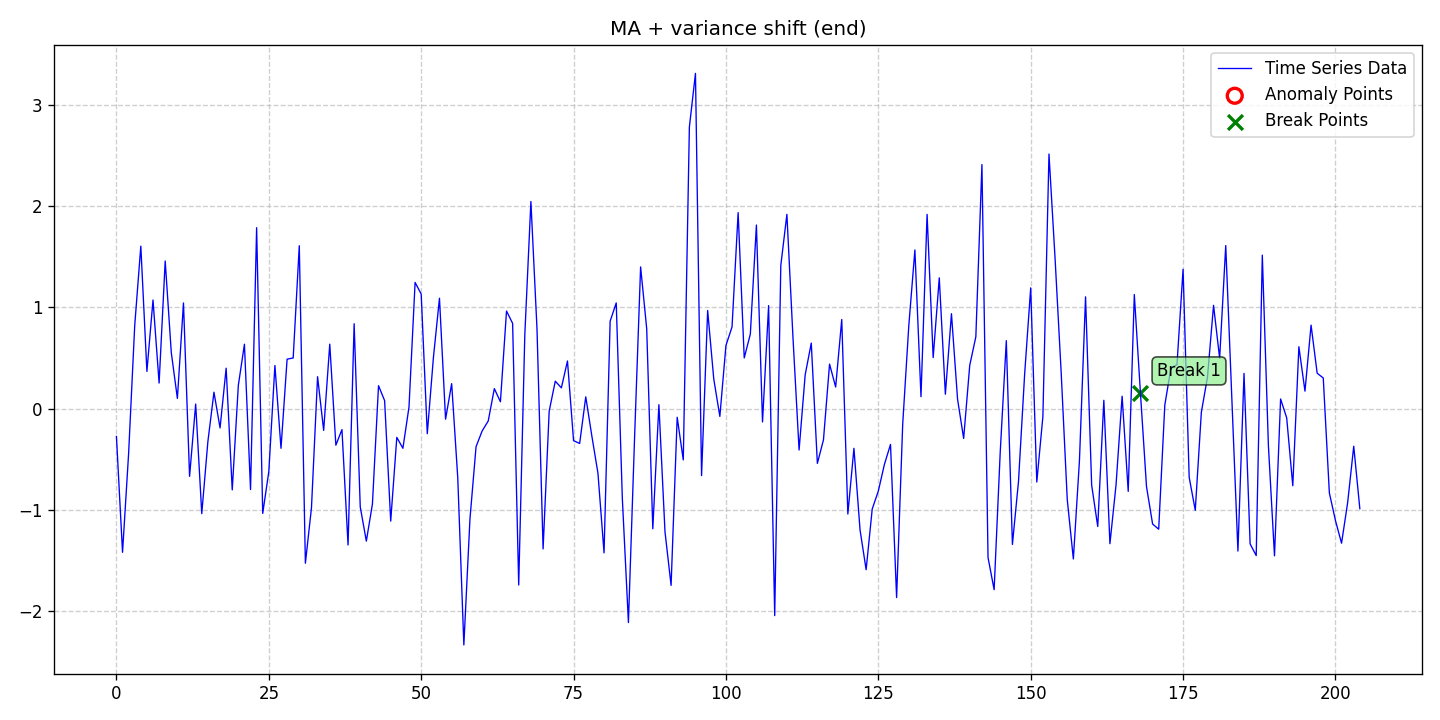 MA + variance shift (end)
Time Series Data
Anomaly Points
Break Points
Break 1
3
2
1
0
−1
−2
0 25 50 75 100 125 150 175 200